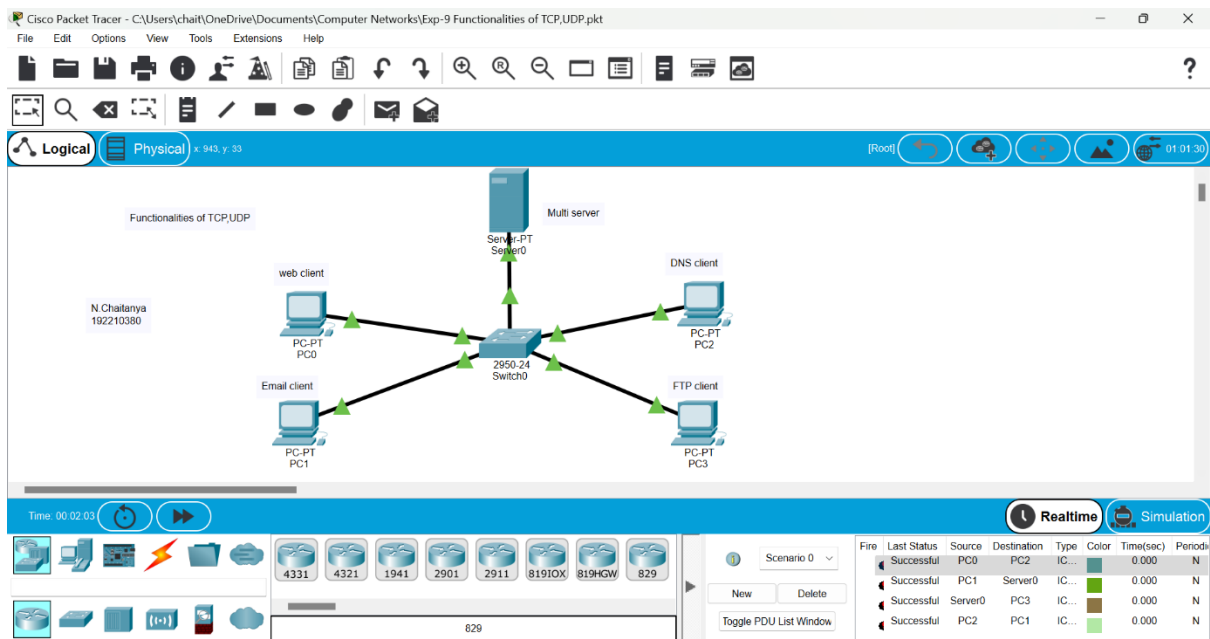 Cisco Packet Tracer - C:\Users\chait\OneDrive\Documents\Computer Networks\Exp-9 Functionalities of TCP,UDP.pkt
File Edit Options View Tools Extensions Help
Logical Physical x: 943, y: 33 [Root] 01:01:30
Functionalities of TCP,UDP
Multi server
Server-PT
Server0
web client
DNS client
N.Chaitanya
192210380
PC-PT
PC0
PC-PT
PC2
2950-24
Switch0
Email client
FTP client
PC-PT
PC1
PC-PT
PC3
Time: 00:02:03 Realtime Simulation
4331 4321 1941 2901 2911 819IOX 819HGW 829
829
Scenario 0
New Delete
Toggle PDU List Window
Fire Last Status Source Destination Type Color Time(sec) Periodi
Successful PC0 PC2 IC... 0.000 N
Successful PC1 Server0 IC... 0.000 N
Successful Server0 PC3 IC... 0.000 N
Successful PC2 PC1 IC... 0.000 N